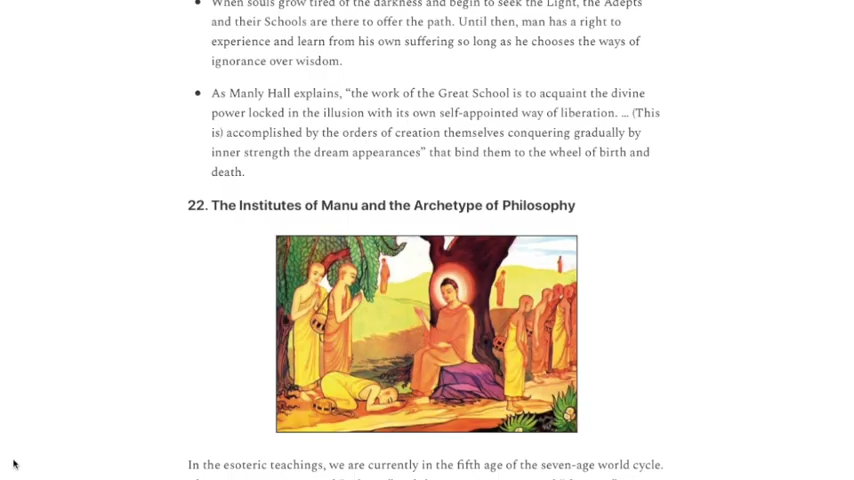 When souls grow tired of the darkness and begin to seek the Light, the Adepts
and their Schools are there to offer the path. Until then, man has a right to
experience and learn from his own suffering so long as he chooses the ways of
ignorance over wisdom.
As Manly Hall explains, “the work of the Great School is to acquaint the divine
power locked in the illusion with its own self-appointed way of liberation. … (This
is) accomplished by the orders of creation themselves conquering gradually by
inner strength the dream appearances” that bind them to the wheel of birth and
death.
22. The Institutes of Manu and the Archetype of Philosophy
In the esoteric teachings, we are currently in the fifth age of the seven-age world cycle.